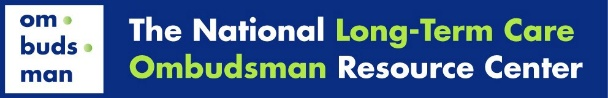 om•
buds•
man
The National Long-Term Care
Ombudsman Resource Center